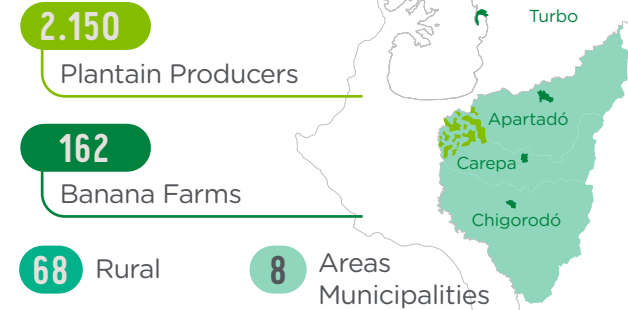 2.150
Plantain Producers
162
Banana Farms
68 Rural
8 Areas
Municipalities
Turbo
Apartadó
Carepa
Chigorodó